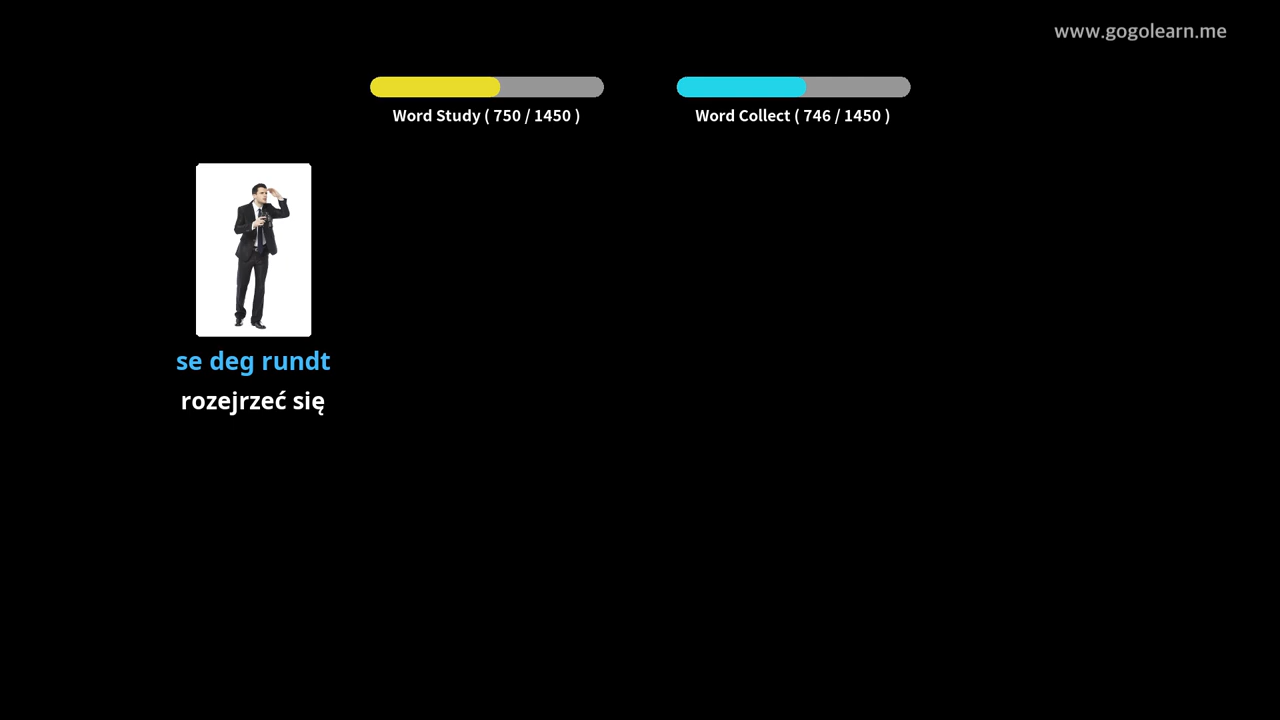 www.gogolearn.me
Word Study ( 750 / 1450 )
Word Collect ( 746 / 1450 )
se deg rundt
rozejrzeć się